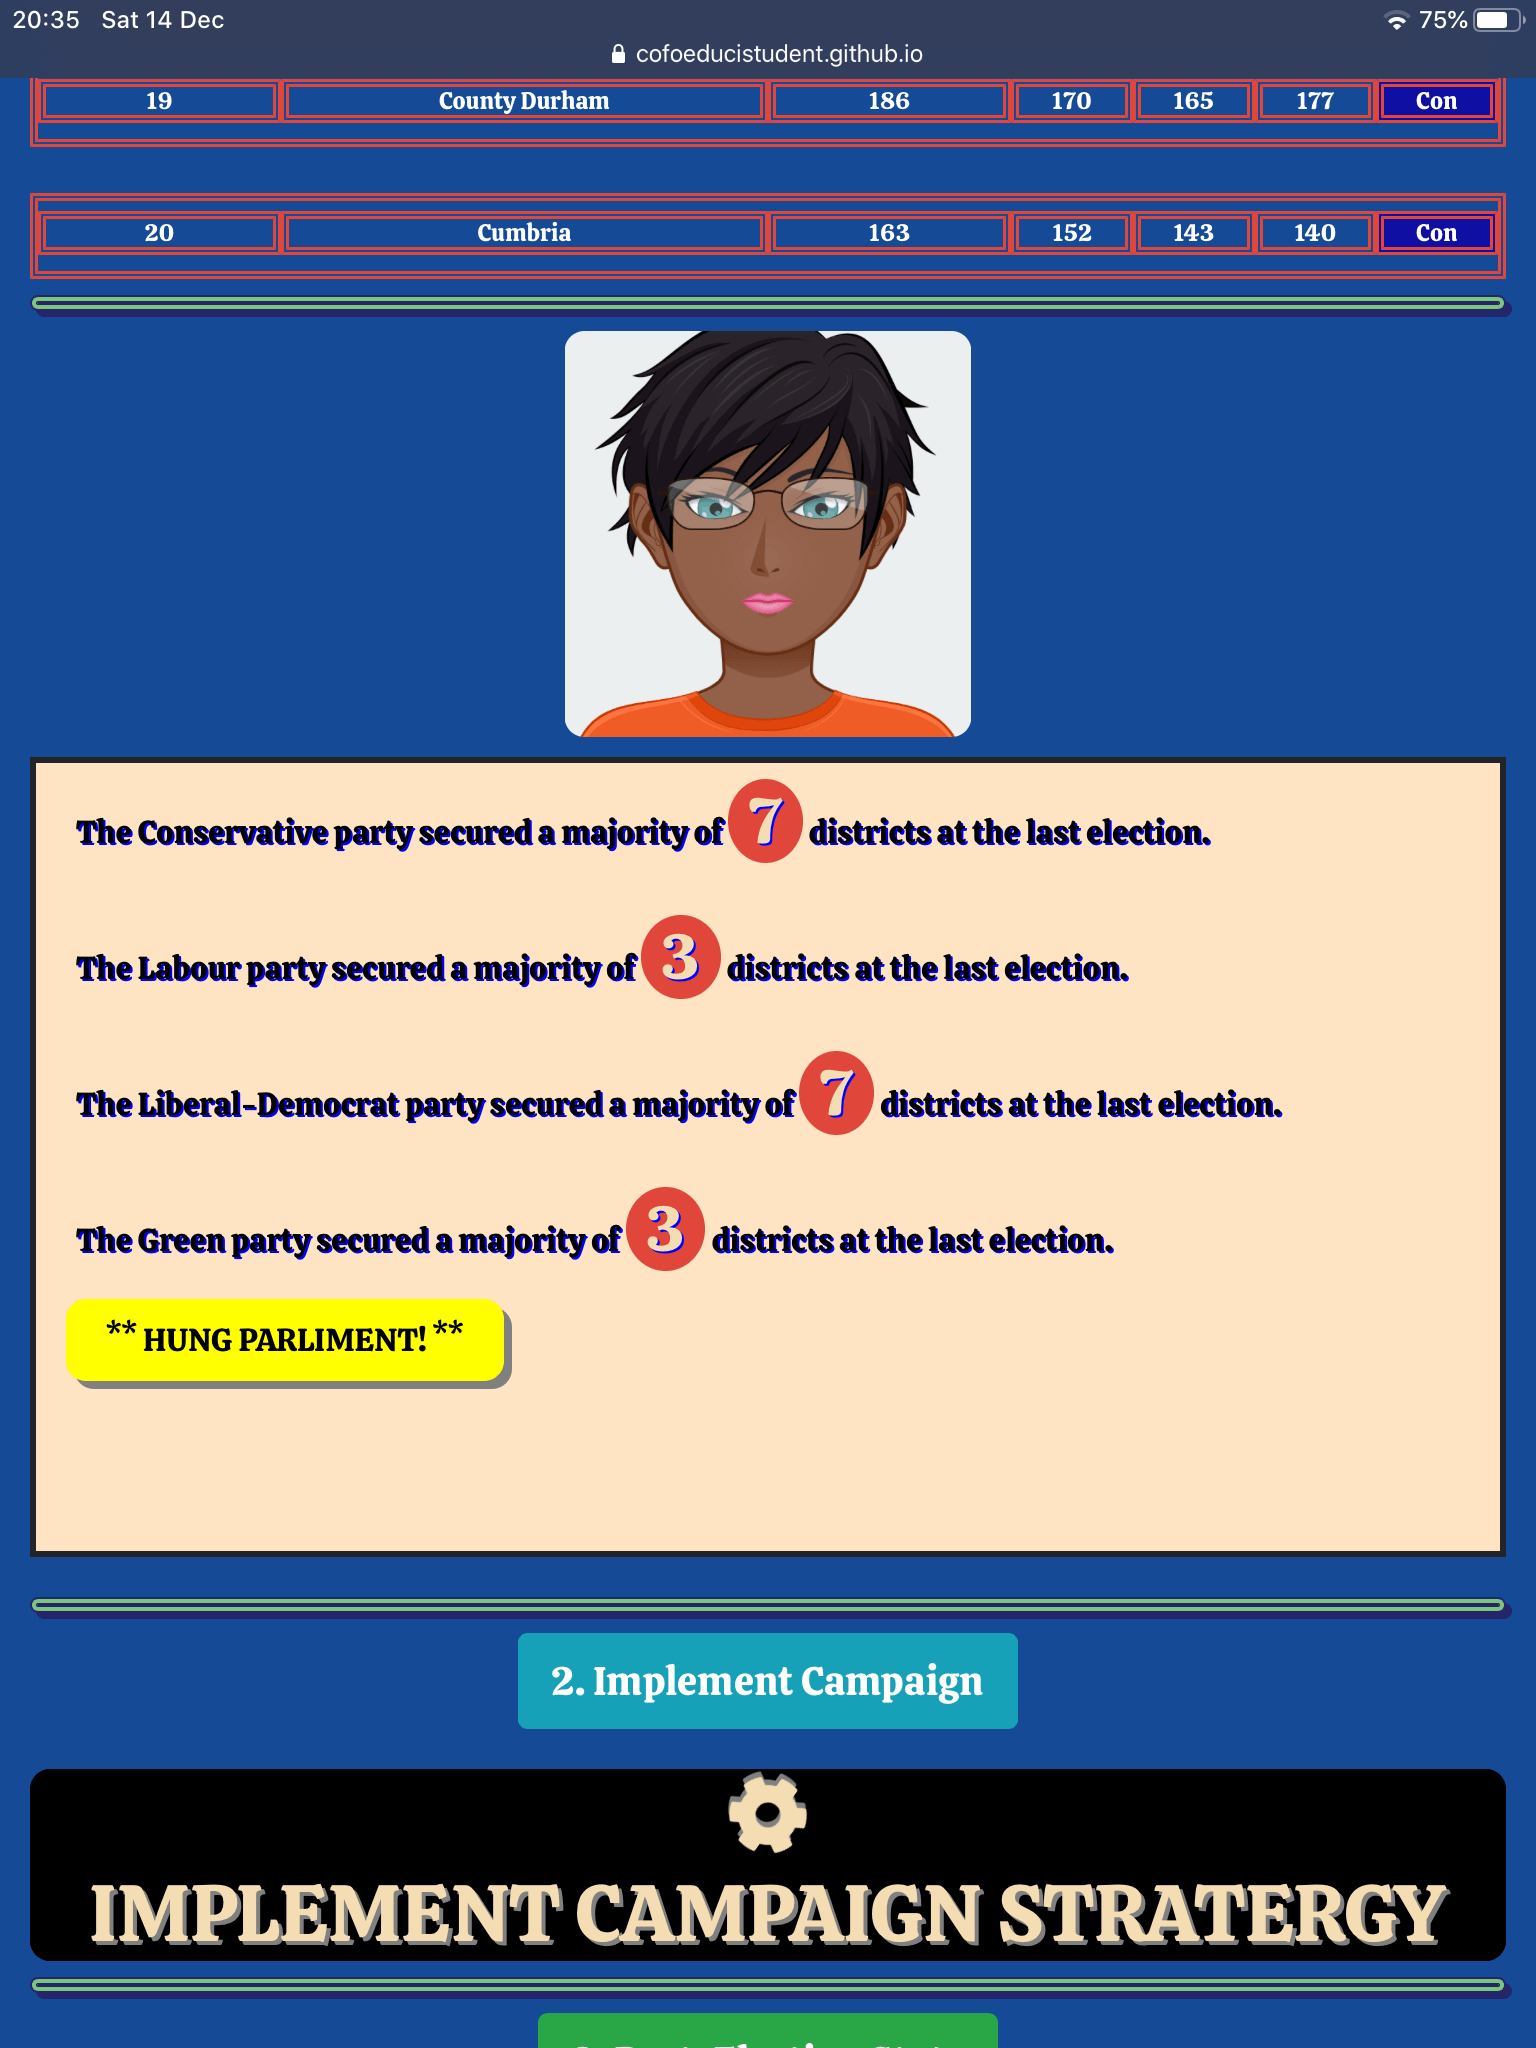 20:35 Sat 14 Dec 75%
cofoeducistudent.github.io
19 County Durham 186 170 165 177 Con
20 Cumbria 163 152 143 140 Con
The Conservative party secured a majority of 7 districts at the last election.
The Labour party secured a majority of 3 districts at the last election.
The Liberal-Democrat party secured a majority of 7 districts at the last election.
The Green party secured a majority of 3 districts at the last election.
** HUNG PARLIMENT! **
2. Implement Campaign
IMPLEMENT CAMPAIGN STRATERGY